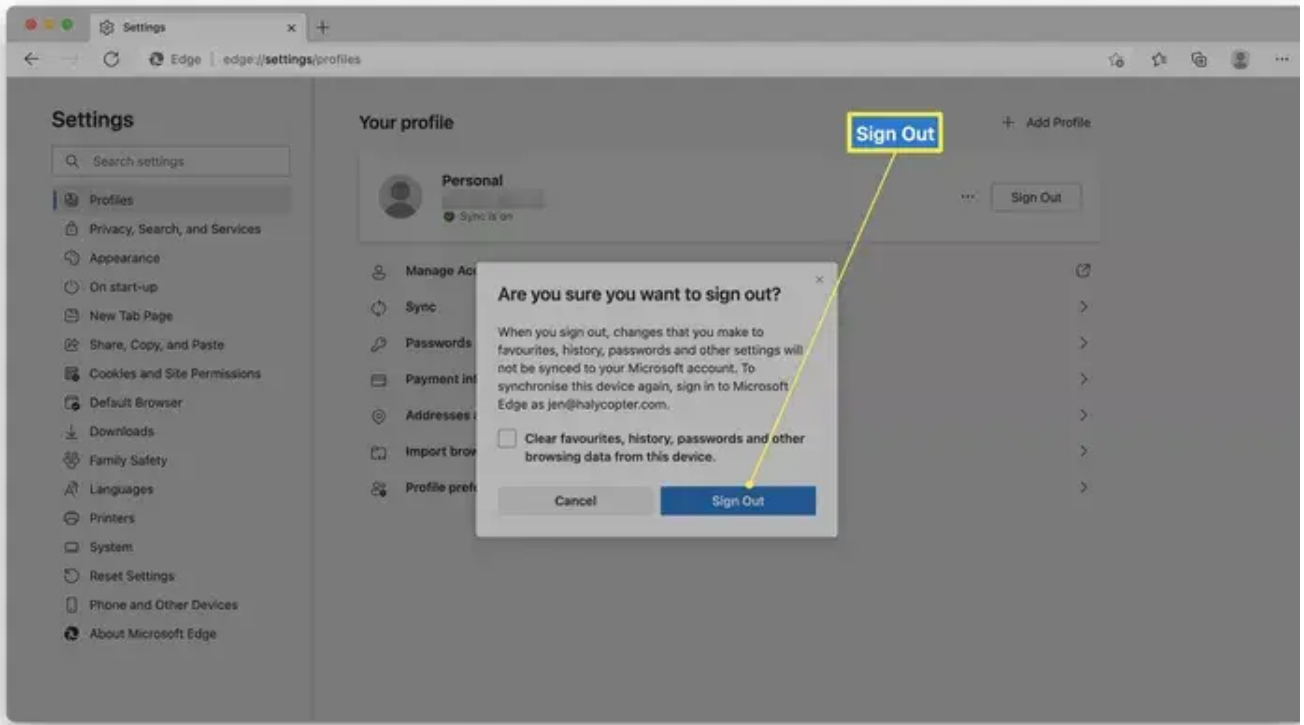 Settings
Edge | edge://settings/profiles
Settings
Search settings
Profiles
Privacy, Search, and Services
Appearance
On start-up
New Tab Page
Share, Copy, and Paste
Cookies and Site Permissions
Default Browser
Downloads
Family Safety
Languages
Printers
System
Reset Settings
Phone and Other Devices
About Microsoft Edge
Your profile
Sign Out
Add Profile
Personal
Sync is on
Sign Out
Manage Acc
Sync
Passwords
Payment inf
Addresses a
Import brow
Profile prefe
Are you sure you want to sign out?
When you sign out, changes that you make to
favourites, history, passwords and other settings will
not be synced to your Microsoft account. To
synchronise this device again, sign in to Microsoft
Edge as jen@halycopter.com.
Clear favourites, history, passwords and other
browsing data from this device.
Cancel
Sign Out